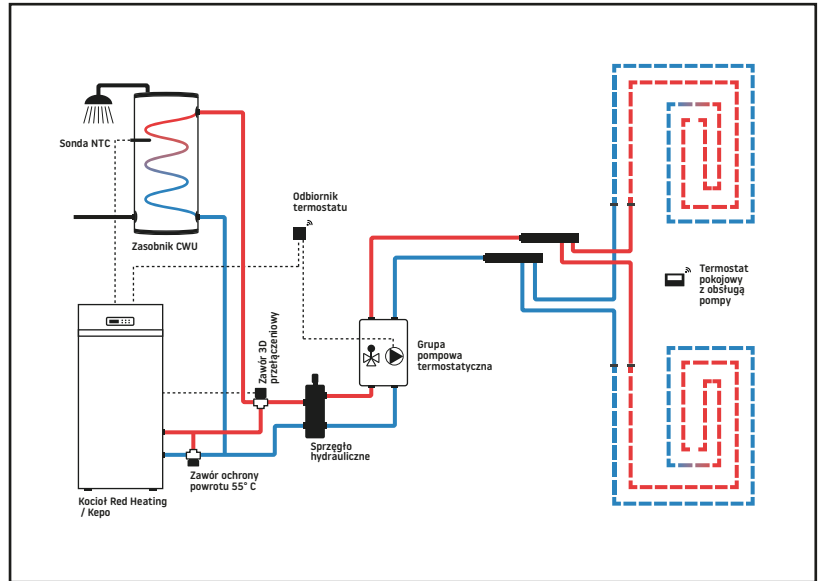 Sonda NTC
Zasobnik CWU
Odbiornik
termostatu
Termostat
pokojowy
z obsługą
pompy
Zawór 3D
przełączeniowy
Grupa
pompowa
termostatyczna
Sprzęgło
hydrauliczne
Zawór ochrony
powrotu 55° C
Kocioł Red Heating
/ Kepo